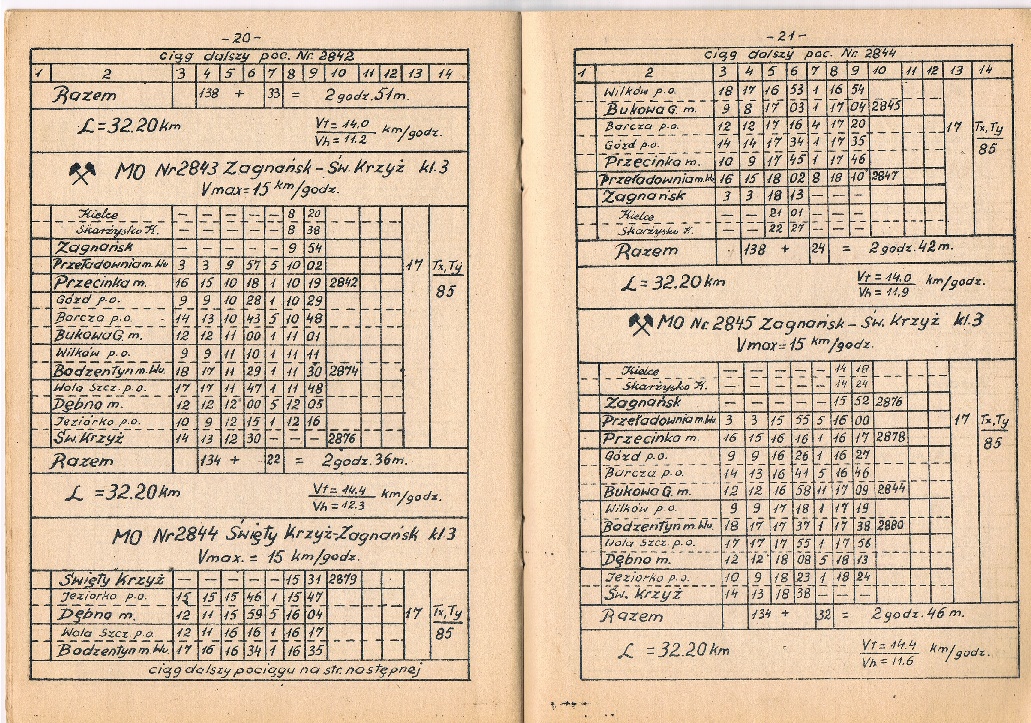 -20-
ciąg dalszy poc. Nr 2842
1 2 3 4 5 6 7 8 9 10 11 12 13 14
Razem 138 + 33 = 2 godz. 51 m.
L = 32.20 km Vt = 14.0 km/godz.
Vh = 11.2
MO Nr 2843 Zagnańsk - Św. Krzyż kl. 3
Vmax = 15 km/godz.
Kielce — — — — — 8 20
Skarżysko K. — — — — — 8 38
Zagnańsk — — — — — 9 54
Przeładownia m. Wu 3 3 9 57 5 10 02 17 Tx, Ty
Przecinka m. 16 15 10 18 1 10 19 2842 85
Gózd p.o. 9 9 10 28 1 10 29
Barcza p.o. 14 13 10 43 5 10 48
Bukowa G. m. 12 12 11 00 1 11 01
Wilków p.o. 9 9 11 10 1 11 11
Bodzentyn m. Wu. 18 17 11 29 1 11 30 2874
Wola Szcz. p.o. 17 17 11 47 1 11 48
Dębno m. 12 12 12 00 5 12 05
Jeziorko p.o. 10 9 12 15 1 12 16
Św. Krzyż 14 13 12 30 — — — 2876
Razem 134 + 22 = 2 godz. 36 m.
L = 32.20 km Vt = 14.4 km/godz.
Vh = 12.3
MO Nr 2844 Święty Krzyż-Zagnańsk kl 3
Vmax. = 15 km/godz.
Święty Krzyż — — — — — 15 31 2879
Jeziorko p.o. 15 15 15 46 1 15 47
Dębno m. 12 11 15 59 5 16 04 17 Tx, Ty
Wola Szcz p.o. 12 11 16 16 1 16 17 85
Bodzentyn m. Wu 17 16 16 34 1 16 35
ciąg dalszy pociągu na str. następnej
-21-
ciąg dalszy poc. Nr 2844
1 2 3 4 5 6 7 8 9 10 11 12 13 14
Wilków p.o. 18 17 16 53 1 16 54
Bukowa G. m. 9 8 17 03 1 17 04 2845
Barcza p.o. 12 12 17 16 4 17 20 17 Tx, Ty
Gózd p.o. 14 14 17 34 1 17 35 85
Przecinka m. 10 9 17 45 1 17 46
Przeładownia m. Wu 16 15 18 02 8 18 10 2847
Zagnańsk 3 3 18 13 — — —
Kielce — — 21 01 — — —
Skarżysko K. — — 22 27 — — —
Razem 138 + 24 = 2 godz. 42 m.
L = 32.20 km Vt = 14.0 km/godz.
Vh = 11.9
MO Nr 2845 Zagnańsk - Św. Krzyż kl. 3
Vmax = 15 km/godz.
Kielce — — — — — 14 18
Skarżysko K. — — — — — 14 24
Zagnańsk — — — — — 15 52 2876
Przeładownia m. Wu 3 3 15 55 5 16 00 17 Tx, Ty
Przecinka m 16 15 16 16 1 16 17 2878 85
Gózd p.o. 9 9 16 26 1 16 27
Barcza p.o. 14 13 16 41 5 16 46
Bukowa G. m 12 12 16 58 11 17 09 2844
Wilków p.o. 9 9 17 18 1 17 19
Bodzentyn m. Wu. 18 17 17 37 1 17 38 2880
Wola Szcz. p.o. 17 17 17 55 1 17 56
Dębno m. 12 12 18 08 5 18 13
Jeziorko p.o. 10 9 18 23 1 18 24
Św. Krzyż 14 13 18 38 — — —
Razem 134 + 32 = 2 godz. 46 m.
L = 32.20 km Vt = 14.4 km/godz.
Vh = 11.6